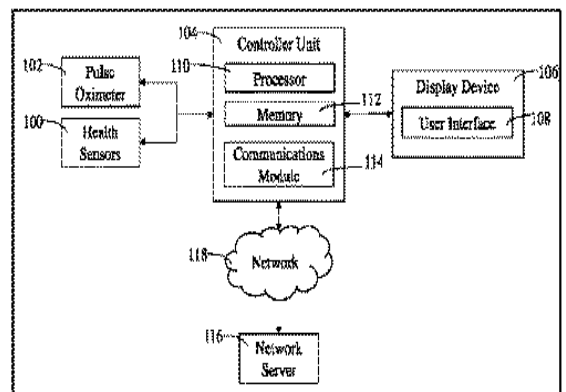 104
Controller Unit
102
Pulse
Oximeter
110
Processor
106
Display Device
112
Memory
User Interface
108
100
Health
Sensors
Communications
Module
114
118
Network
116
Network
Server